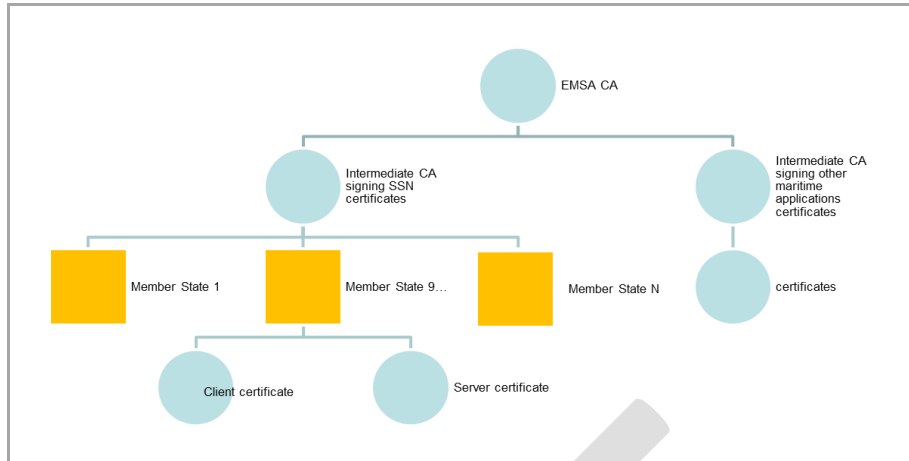 EMSA CA
Intermediate CA
signing SSN
certificates
Intermediate CA
signing other
maritime
applications
certificates
Member State 1
Member State 9...
Member State N
certificates
Client certificate
Server certificate